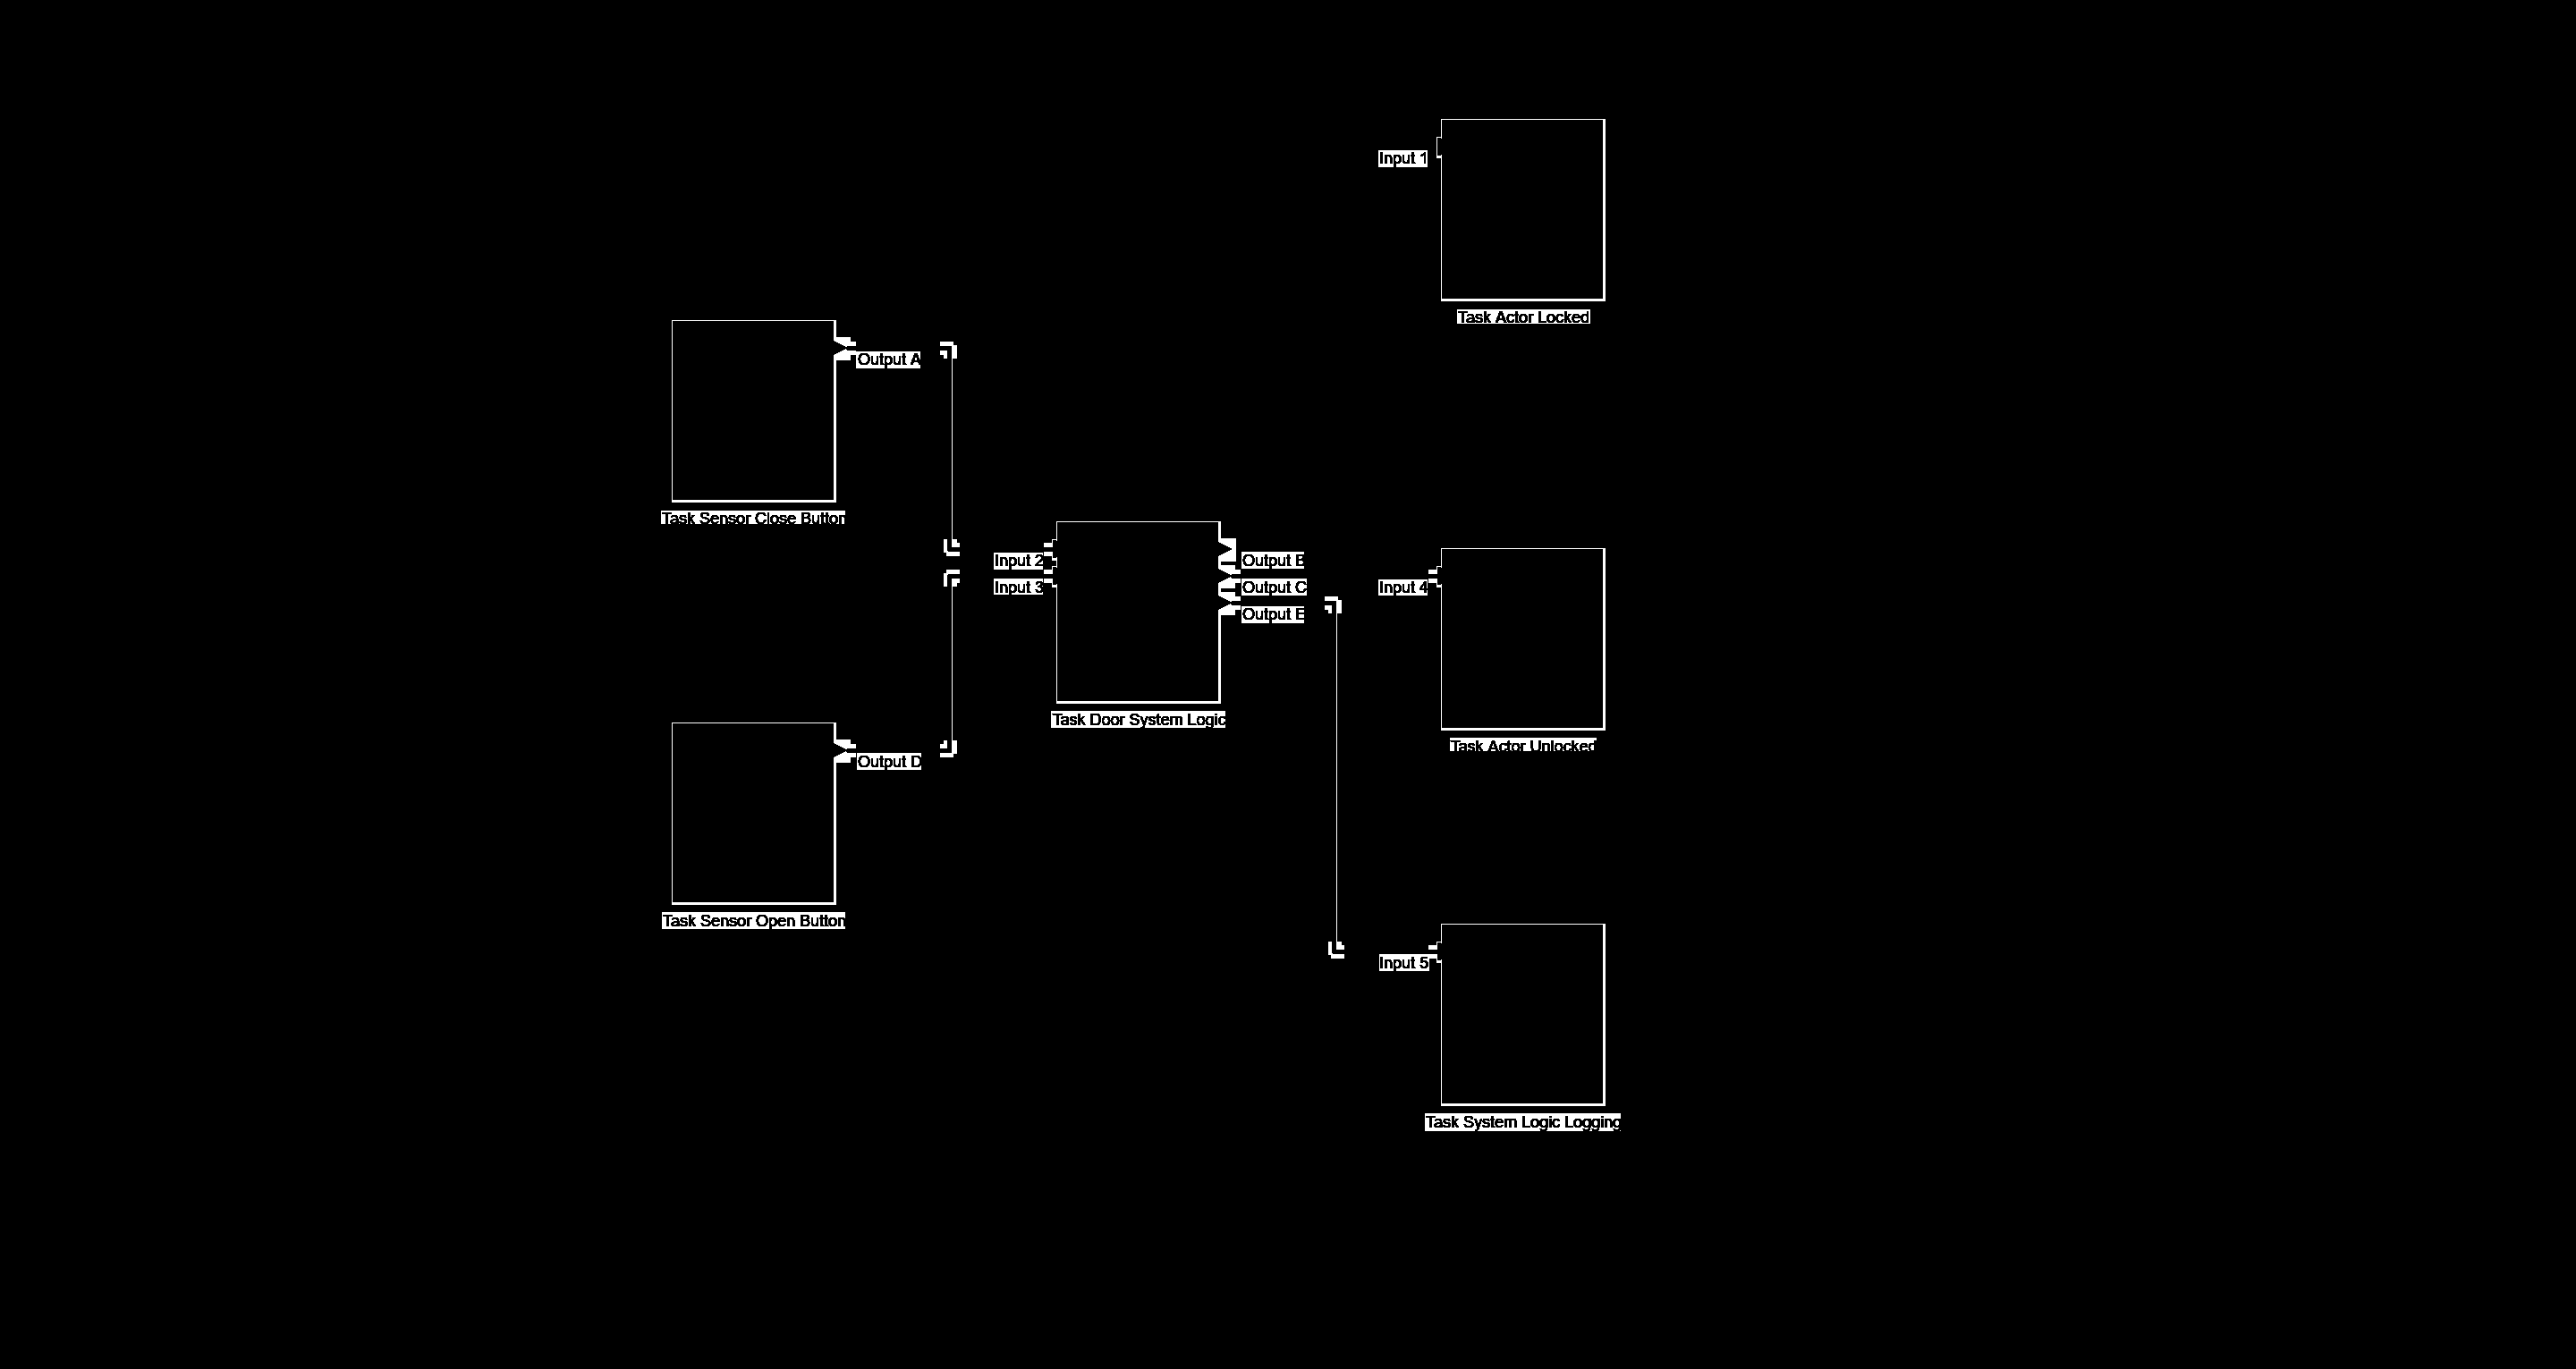 Input 1
Task Actor Locked
Output A
Task Sensor Close Button
Input 2
Output B
Input 3
Output C
Input 4
Output E
Task Door System Logic
Task Actor Unlocked
Output D
Task Sensor Open Button
Input 5
Task System Logic Logging